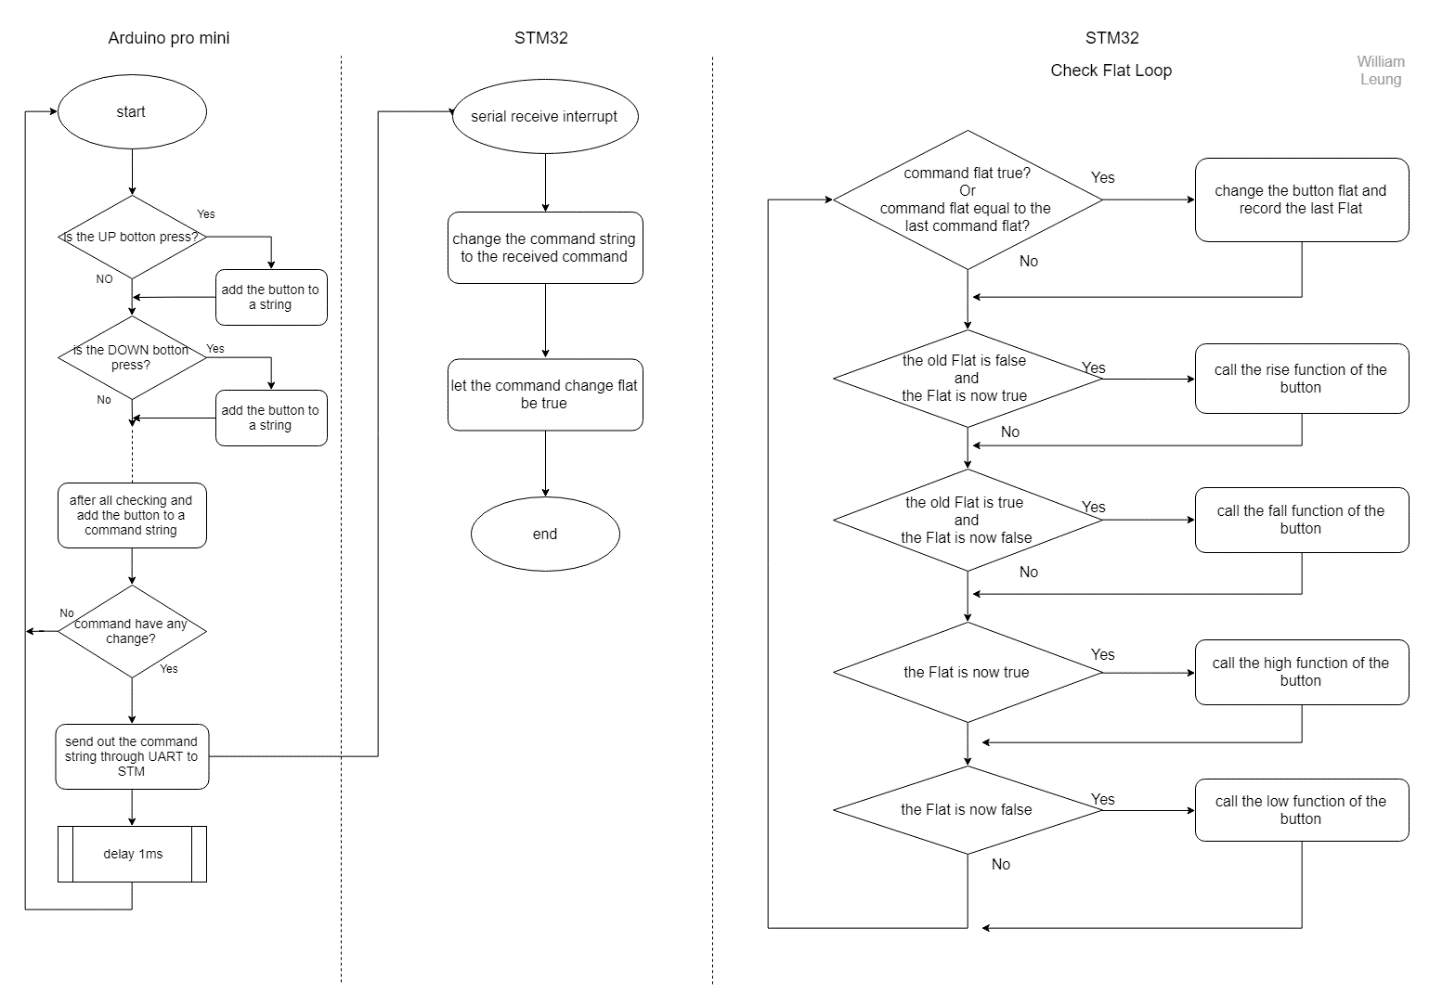 Arduino pro mini
start
Yes
is the UP botton press?
NO
add the button to
a string
is the DOWN botton
press?
Yes
No
add the button to
a string
after all checking and
add the button to a
command string
No
command have any
change?
Yes
send out the command
string through UART to
STM
delay 1ms
STM32
serial receive interrupt
change the command string
to the received command
let the command change flat
be true
end
STM32
Check Flat Loop
William
Leung
command flat true?
Or
command flat equal to the
last command flat?
Yes
change the button flat and
record the last Flat
No
the old Flat is false
and
the Flat is now true
Yes
call the rise function of the
button
No
the old Flat is true
and
the Flat is now false
Yes
call the fall function of the
button
No
the Flat is now true
Yes
call the high function of the
button
the Flat is now false
Yes
call the low function of the
button
No